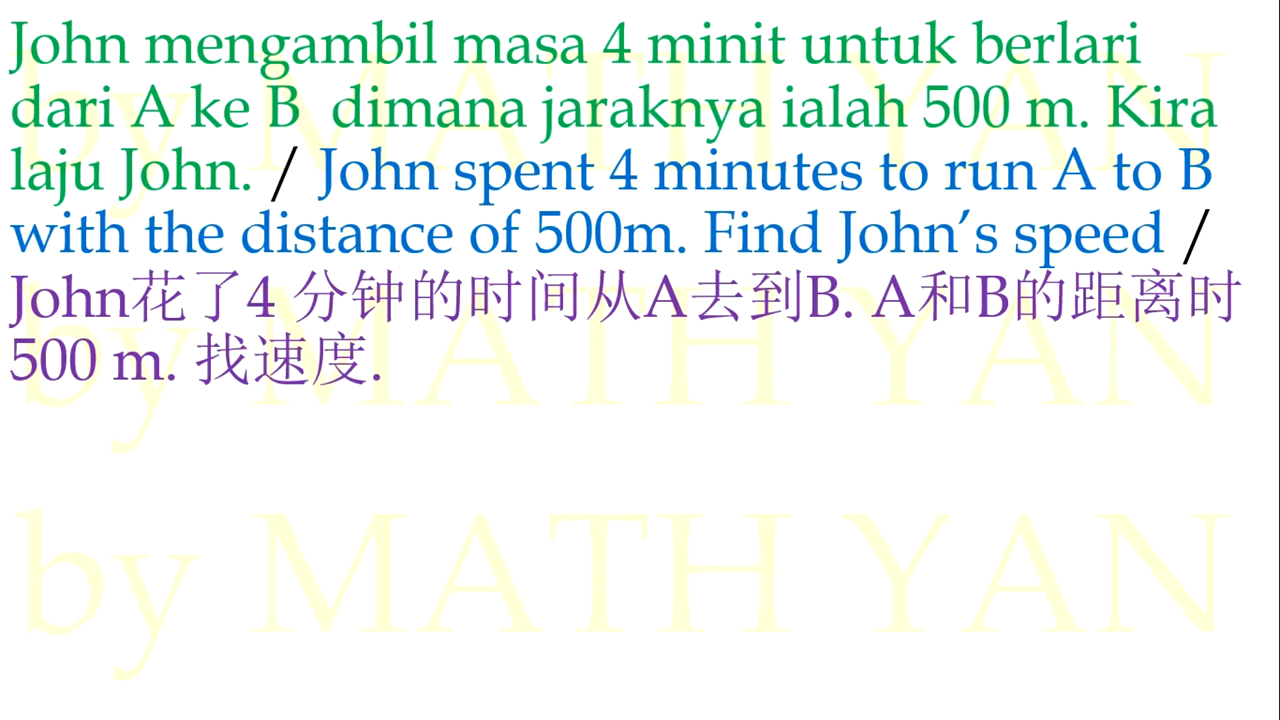 John mengambil masa 4 minit untuk berlari
dari A ke B dimana jaraknya ialah 500 m. Kira
laju John. / John spent 4 minutes to run A to B
with the distance of 500m. Find John’s speed /
John花了4 分钟的时间从A去到B. A和B的距离时
500 m. 找速度.
by MATH YAN
by MATH YAN
by MATH YAN